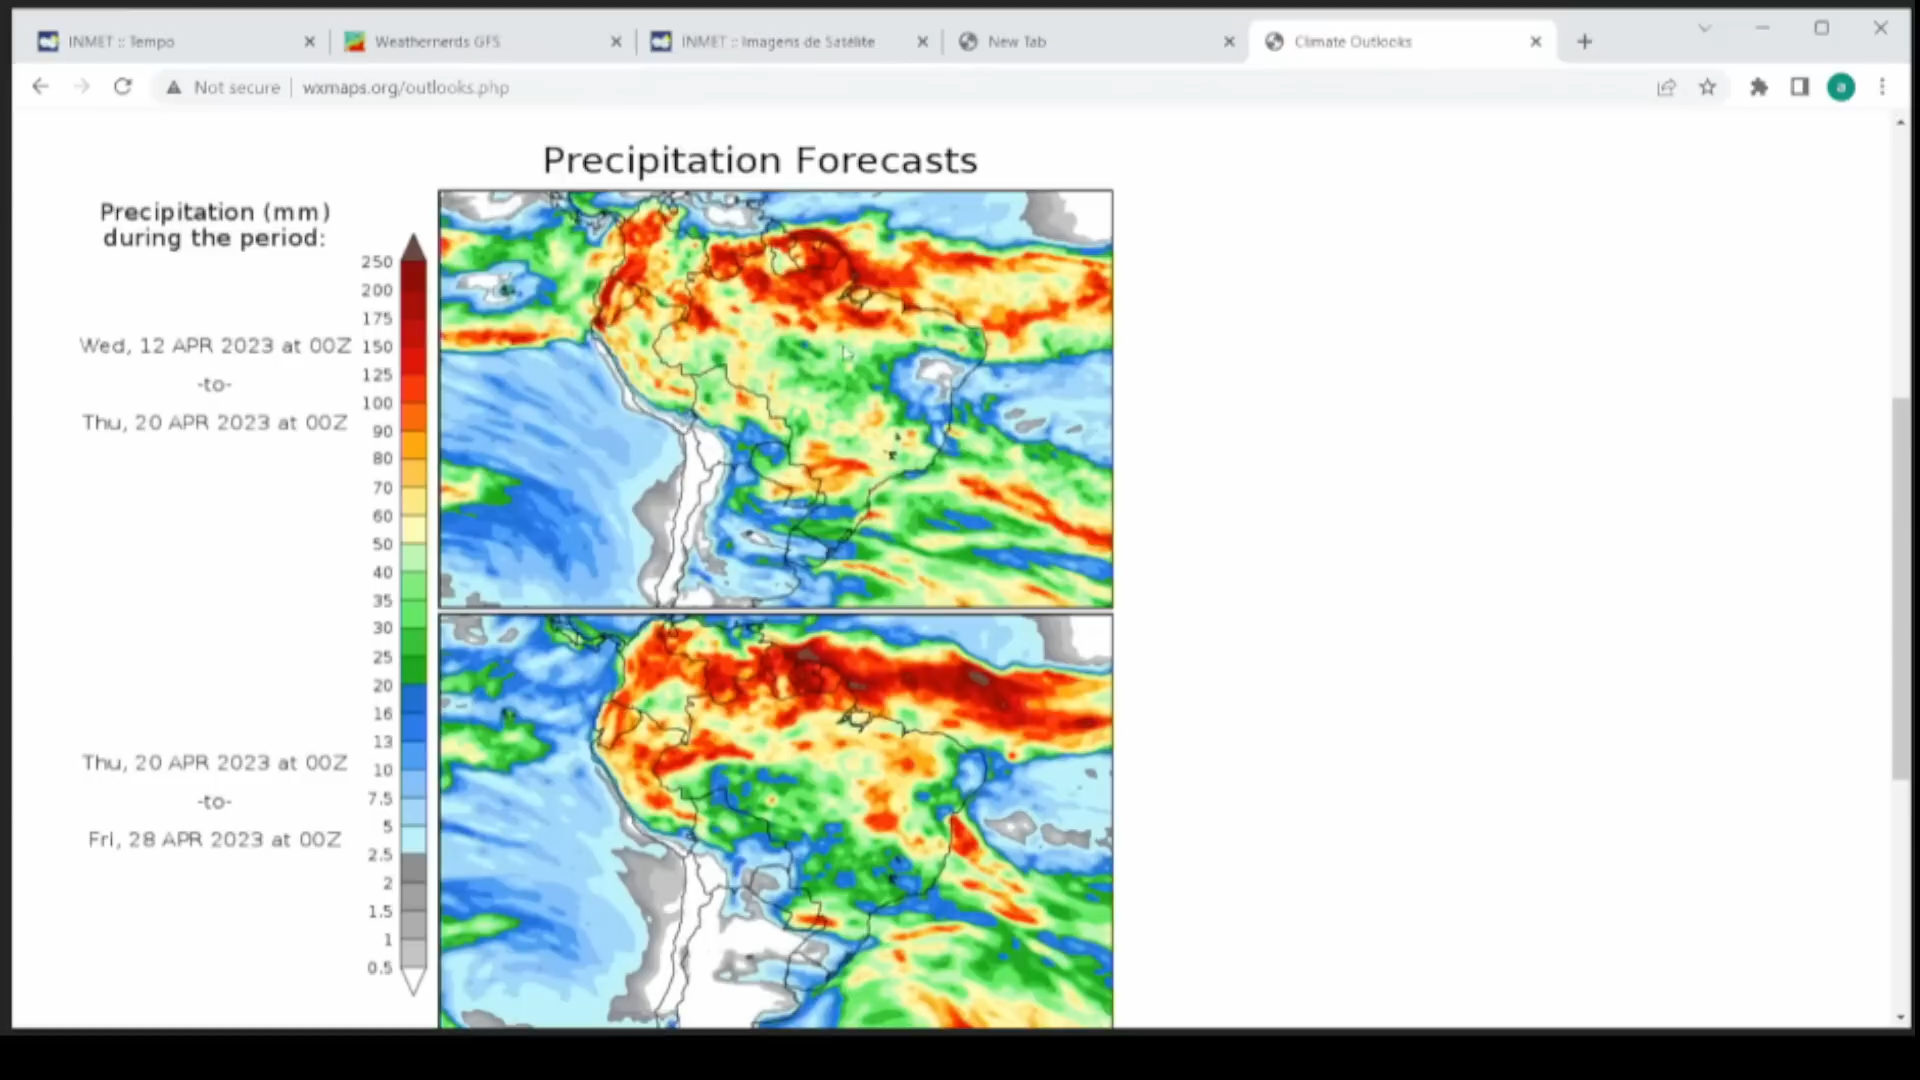 INMET :: Tempo
Weathernerds GFS
INMET :: Imagens de Satélite
New Tab
Climate Outlooks
Not secure
wxmaps.org/outlooks.php
a
Precipitation Forecasts
Precipitation (mm)
during the period:
Wed, 12 APR 2023 at 00Z
-to-
Thu, 20 APR 2023 at 00Z
Thu, 20 APR 2023 at 00Z
-to-
Fri, 28 APR 2023 at 00Z
250
200
175
150
125
100
90
80
70
60
50
40
35
30
25
20
16
13
10
7.5
5
2.5
2
1.5
1
0.5